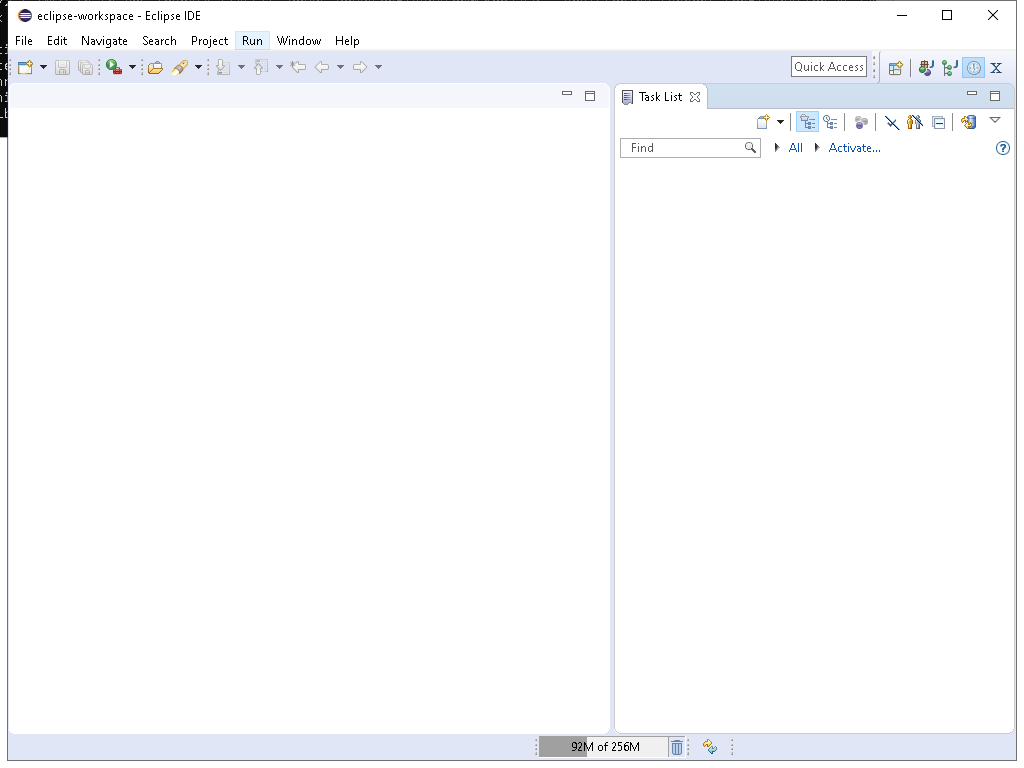 eclipse-workspace - Eclipse IDE
File Edit Navigate Search Project Run Window Help
Quick Access
Task List
Find All Activate...
92M of 256M